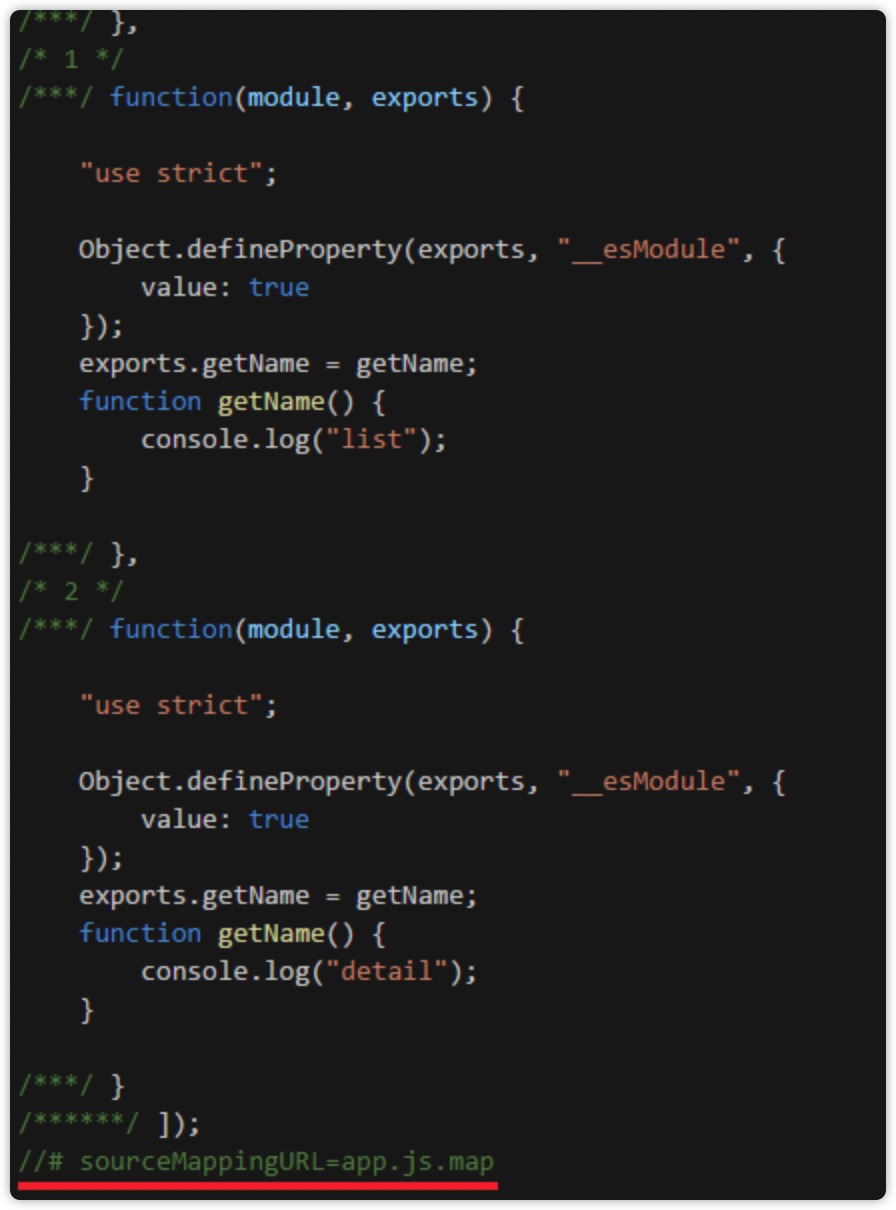 /***/ },
/* 1 */
/***/ function(module, exports) {
"use strict";
Object.defineProperty(exports, "__esModule", {
value: true
});
exports.getName = getName;
function getName() {
console.log("list");
}
/***/ },
/* 2 */
/***/ function(module, exports) {
"use strict";
Object.defineProperty(exports, "__esModule", {
value: true
});
exports.getName = getName;
function getName() {
console.log("detail");
}
/***/ }
/******/ ]);
//# sourceMappingURL=app.js.map